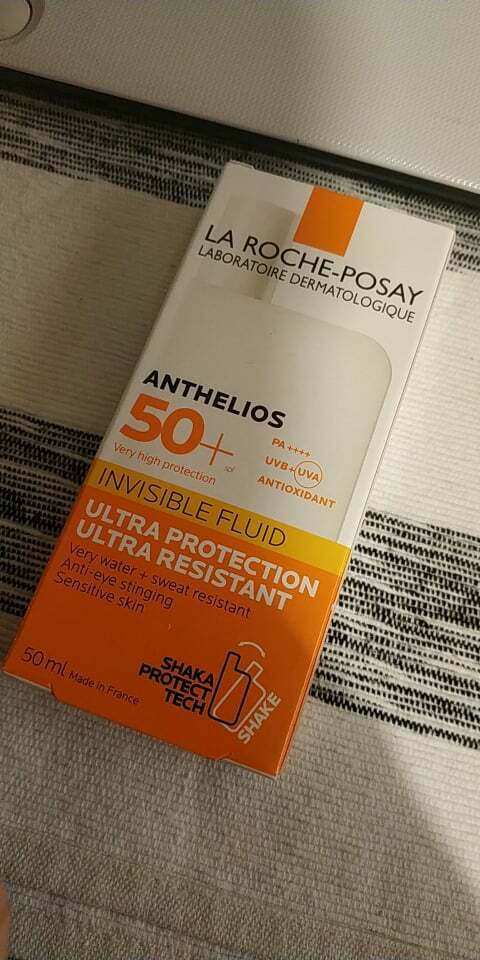 LA ROCHE-POSAY
LABORATOIRE DERMATOLOGIQUE
ANTHELIOS
50+
Very high protection
spf
PA++++
UVB+UVA
ANTIOXIDANT
INVISIBLE FLUID
ULTRA PROTECTION
ULTRA RESISTANT
Very water + sweat resistant
Anti-eye stinging
Sensitive skin
50 ml Made in France
SHAKA
PROTECT
TECH
SHAKE